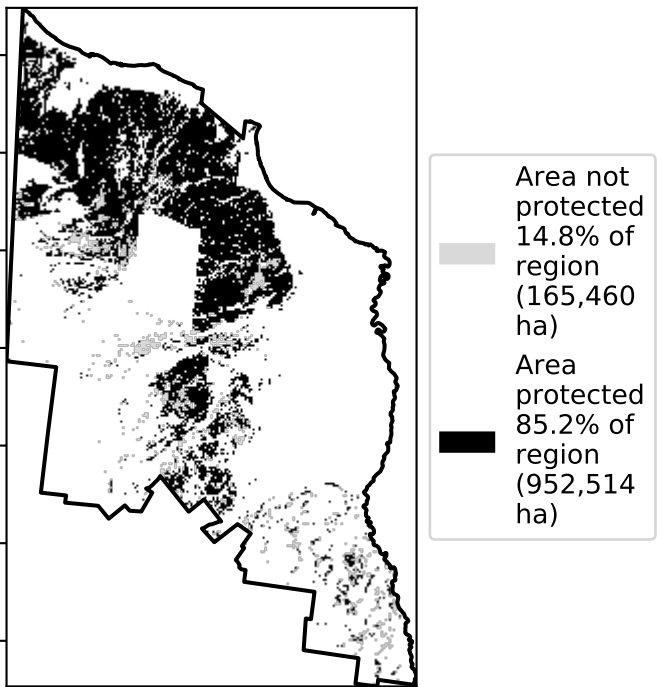 Area not
protected
14.8% of
region
(165,460
ha)
Area
protected
85.2% of
region
(952,514
ha)